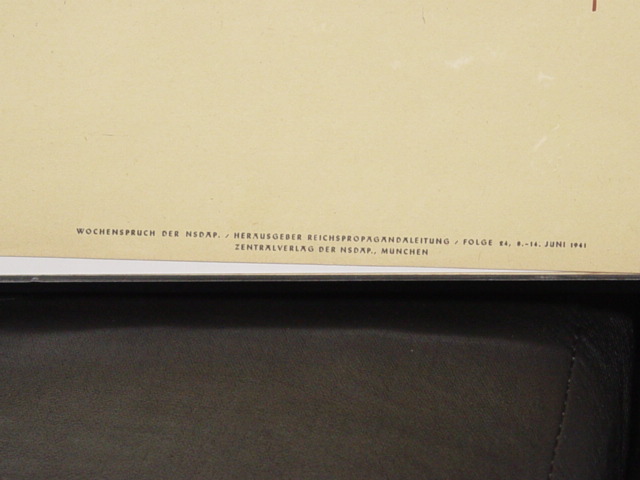 WOCHENSPRUCH DER NSDAP. / HERAUSGEBER REICHSPROPAGANDALEITUNG / FOLGE 24, 8.-14. JUNI 1941
ZENTRALVERLAG DER NSDAP., MÜNCHEN